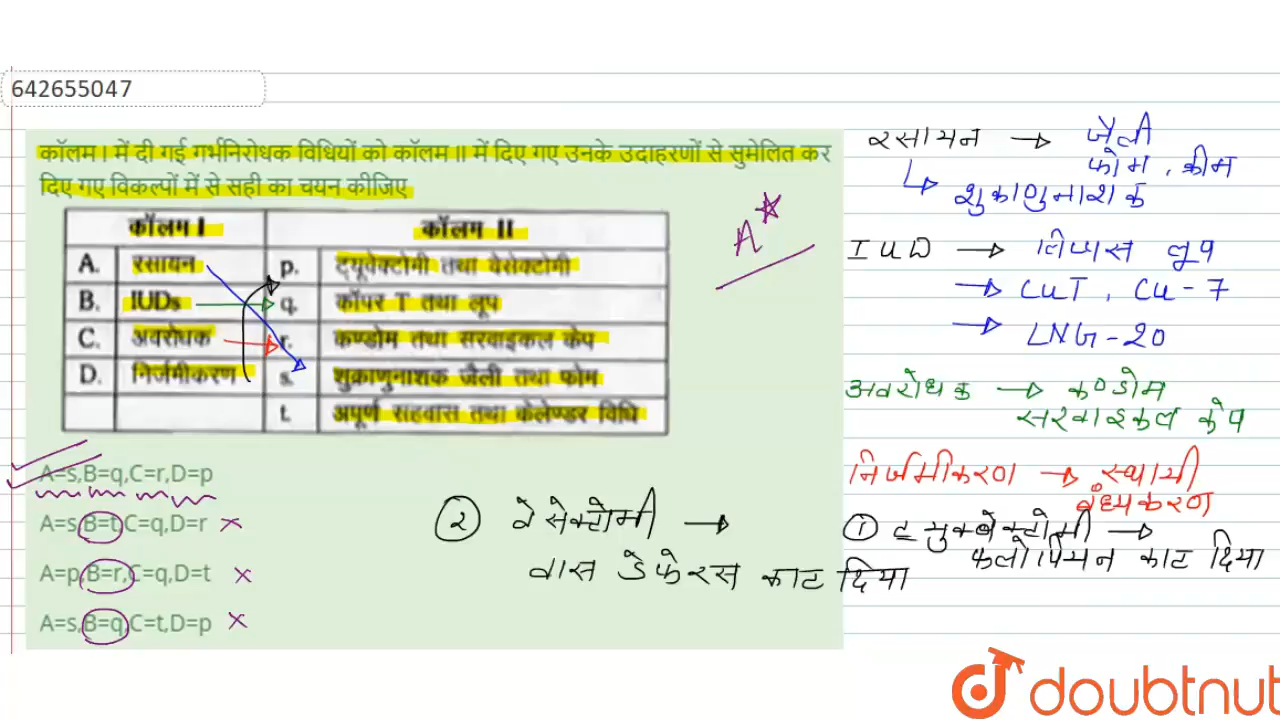 642655047
कॉलम I में दी गई गर्भनिरोधक विधियों को कॉलम II में दिए गए उनके उदाहरणों से सुमेलित कर
दिए गए विकल्पों में से सही का चयन कीजिए
कॉलम I कॉलम II
A. रसायन p. ट्यूवेक्टोमी तथा वेसेक्टोमी
B. IUDs q. कॉपर T तथा लूप
C. अवरोधक r. कण्डोम तथा सरवाइकल केप
D. निर्जमीकरण s. शुक्राणुनाशक जैली तथा फोम
t. अपूर्ण सहवास तथा केलेण्डर विधि
A=s,B=q,C=r,D=p
A=s,B=t,C=q,D=r ×
A=p,B=r,C=q,D=t ×
A=s,B=q,C=t,D=p ×
A*
② वेसेक्टोमी →
वास डेफेरस काट दिया
रसायन → जैली
फोम, क्रीम
शुक्राणुनाशक
IUD → लिप्पस लूप
→ CUT, Cu-7
→ LNG-20
अवरोधक → कण्डोम
सरवाइकल केप
निर्जमीकरण → स्थायी
बंध्यकरण
① ट्युबेक्टोमी →
फेलोपियन काट दिया
doubtnut